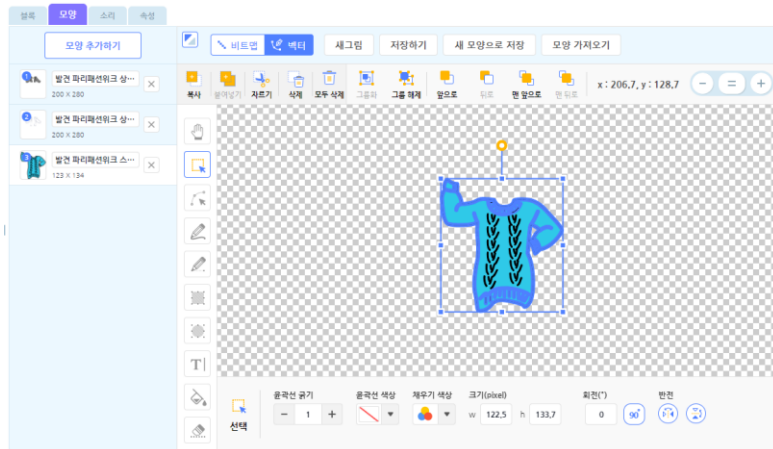 블록 모양 소리 속성
모양 추가하기
비트맵 벡터 새그림 저장하기 새 모양으로 저장 모양 가져오기
복사 붙여넣기 자르기 삭제 모두 삭제 그룹화 그룹 해제 앞으로 뒤로 맨 앞으로 맨 뒤로 x : 206.7, y : 128.7
1 발견 파리패션위크 상…
200 X 280
2 발견 파리패션위크 상…
200 X 280
3 발견 파리패션위크 스…
123 X 134
T
선택
윤곽선 굵기 윤곽선 색상 채우기 색상 크기(pixel) 회전(°) 반전
− 1 + w 122.5 h 133.7 0 90°